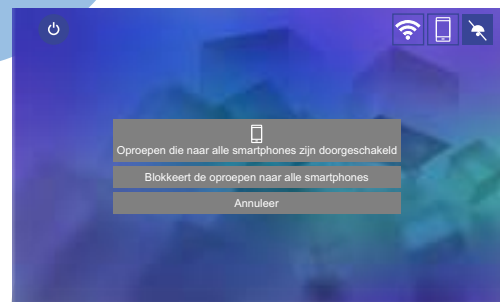 Oproepen die naar alle smartphones zijn doorgeschakeld
Blokkeert de oproepen naar alle smartphones
Annuleer